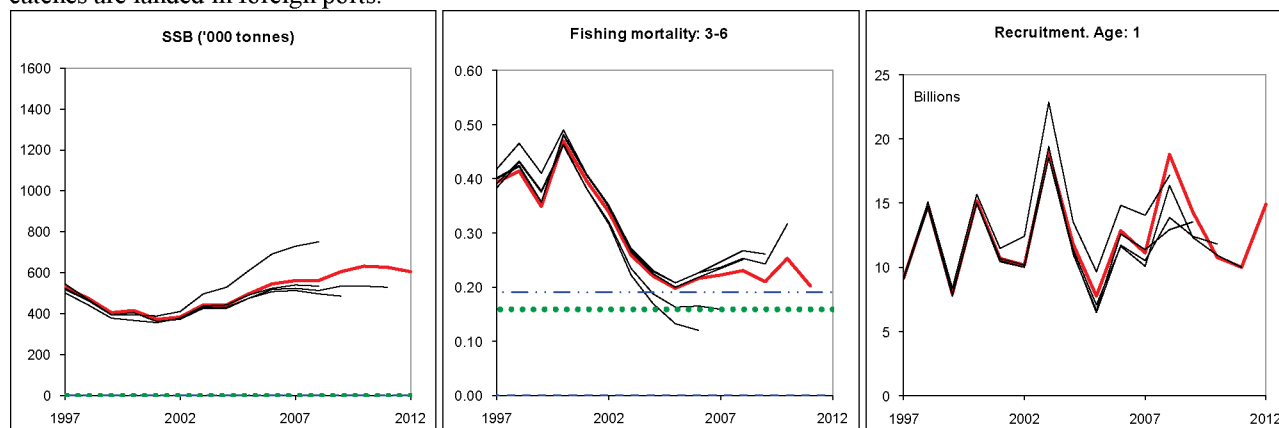 catches are landed in foreign ports.
SSB ('000 tonnes)
1600
1400
1200
1000
800
600
400
200
0
1997 2002 2007 2012
Fishing mortality: 3-6
0.60
0.50
0.40
0.30
0.20
0.10
0.00
1997 2002 2007 2012
Recruitment. Age: 1
Billions
25
20
15
10
5
0
1997 2002 2007 2012